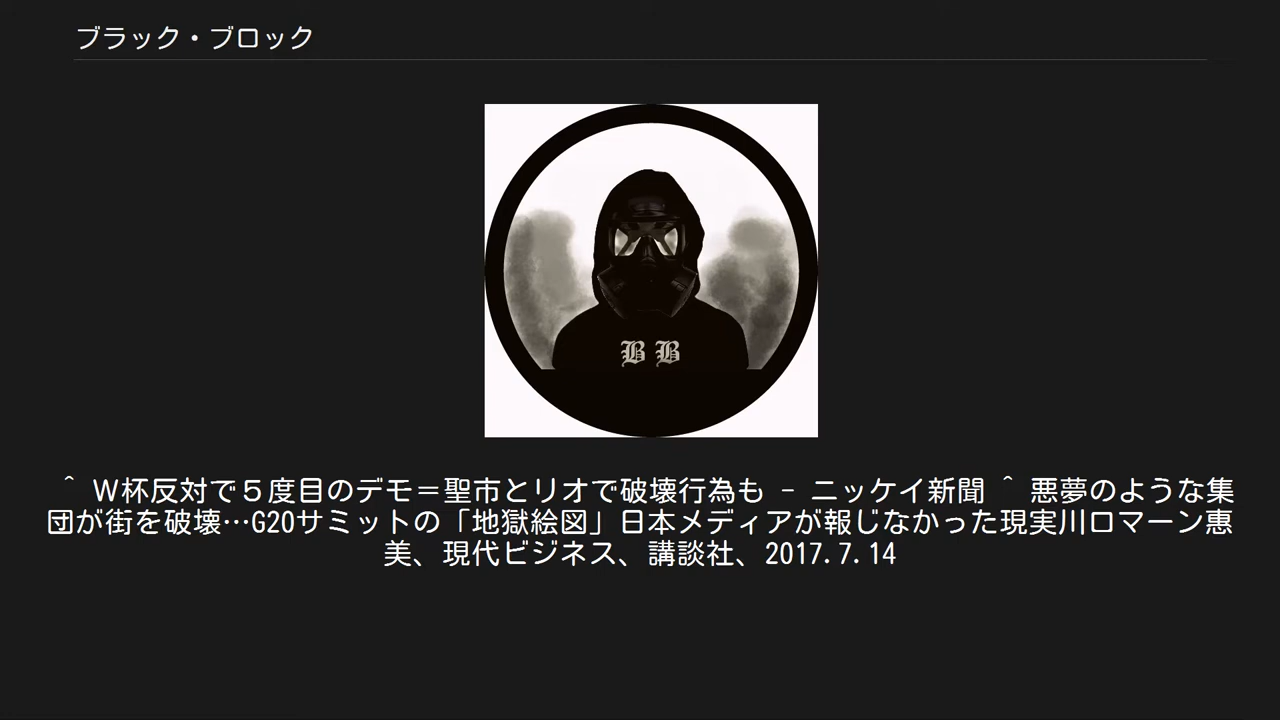 ブラック・ブロック
B B
^ W杯反対で５度目のデモ＝聖市とリオで破壊行為も - ニッケイ新聞 ^ 悪夢のような集
団が街を破壊…G20サミットの「地獄絵図」日本メディアが報じなかった現実川口マーン惠
美、現代ビジネス、講談社、2017.7.14